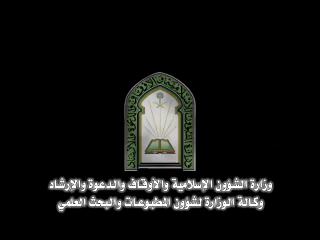 وزارة الشؤون الإسلامية والأوقاف والدعوة والإرشاد
وكالة الوزارة لشؤون المطبوعات والبحث العلمي